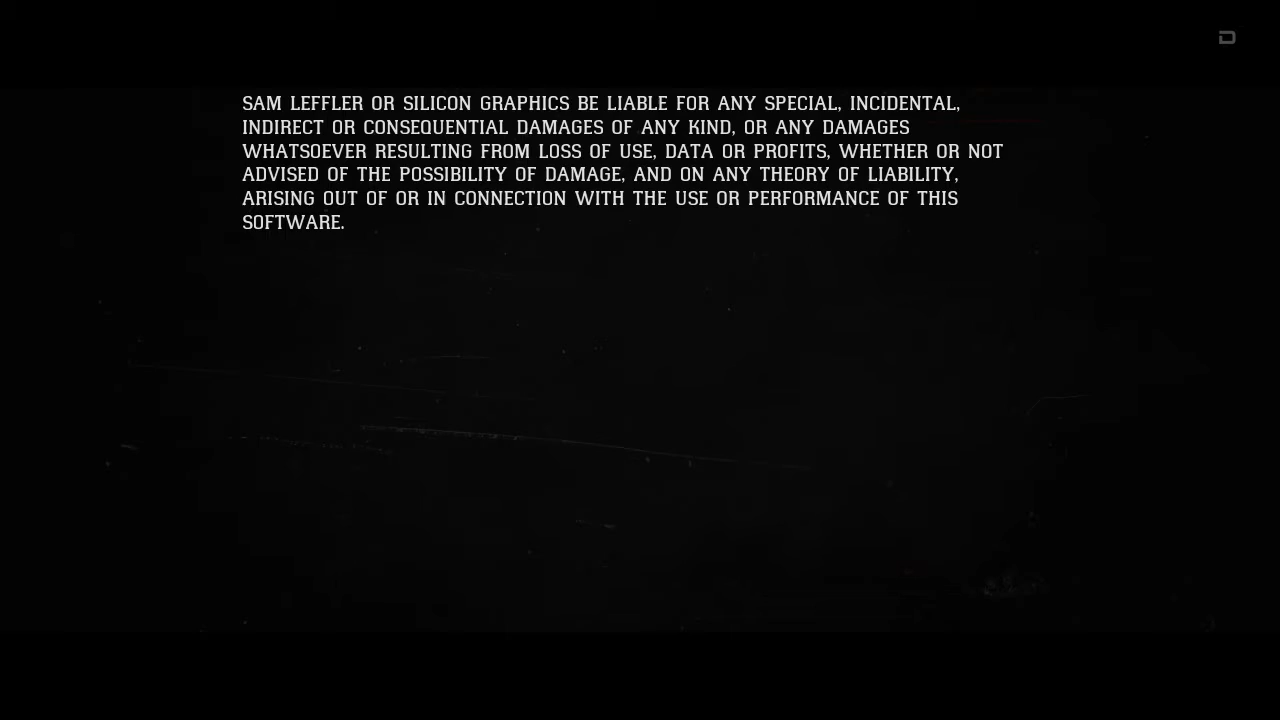 SAM LEFFLER OR SILICON GRAPHICS BE LIABLE FOR ANY SPECIAL, INCIDENTAL,
INDIRECT OR CONSEQUENTIAL DAMAGES OF ANY KIND, OR ANY DAMAGES
WHATSOEVER RESULTING FROM LOSS OF USE, DATA OR PROFITS, WHETHER OR NOT
ADVISED OF THE POSSIBILITY OF DAMAGE, AND ON ANY THEORY OF LIABILITY,
ARISING OUT OF OR IN CONNECTION WITH THE USE OR PERFORMANCE OF THIS
SOFTWARE.